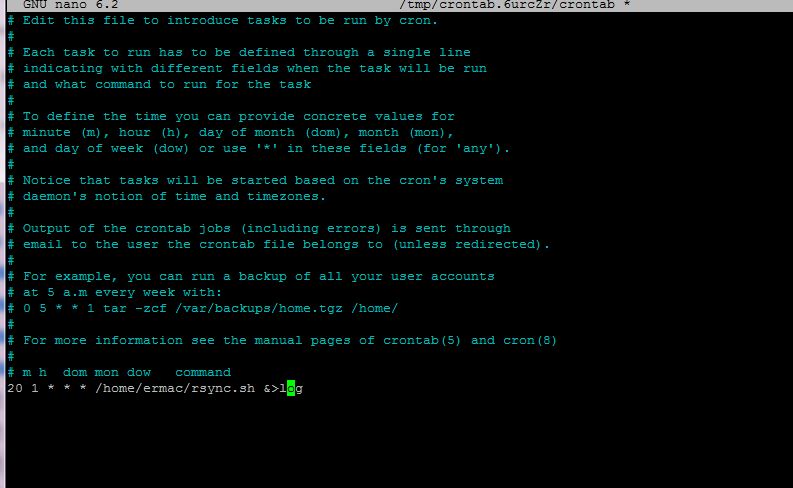 GNU nano 6.2 /tmp/crontab.6urcZr/crontab *
# Edit this file to introduce tasks to be run by cron.
#
# Each task to run has to be defined through a single line
# indicating with different fields when the task will be run
# and what command to run for the task
#
# To define the time you can provide concrete values for
# minute (m), hour (h), day of month (dom), month (mon),
# and day of week (dow) or use '*' in these fields (for 'any').
#
# Notice that tasks will be started based on the cron's system
# daemon's notion of time and timezones.
#
# Output of the crontab jobs (including errors) is sent through
# email to the user the crontab file belongs to (unless redirected).
#
# For example, you can run a backup of all your user accounts
# at 5 a.m every week with:
# 0 5 * * 1 tar -zcf /var/backups/home.tgz /home/
#
# For more information see the manual pages of crontab(5) and cron(8)
#
# m h  dom mon dow   command
20 1 * * * /home/ermac/rsync.sh &>log